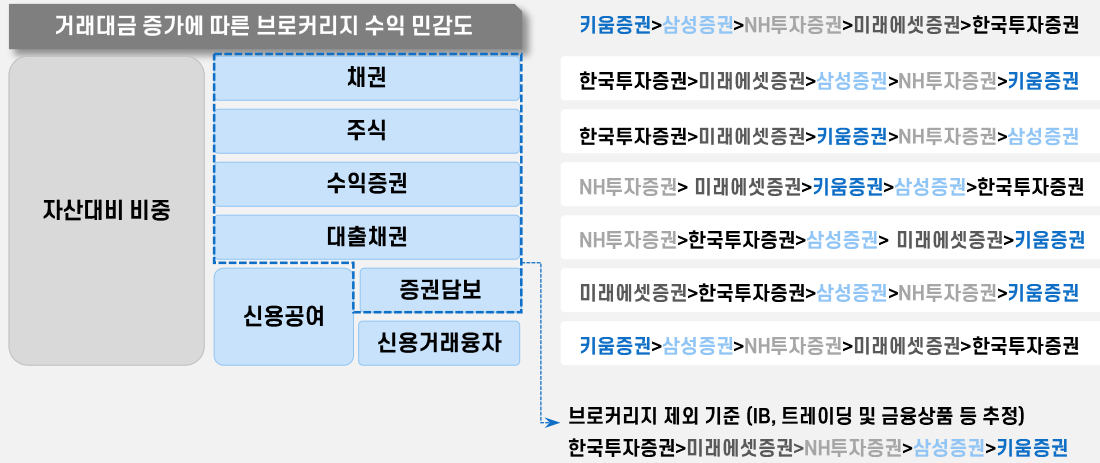 거래대금 증가에 따른 브로커리지 수익 민감도
키움증권>삼성증권>NH투자증권>미래에셋증권>한국투자증권
자산대비 비중
채권
한국투자증권>미래에셋증권>삼성증권>NH투자증권>키움증권
주식
한국투자증권>미래에셋증권>키움증권>NH투자증권>삼성증권
수익증권
NH투자증권> 미래에셋증권>키움증권>삼성증권>한국투자증권
대출채권
NH투자증권>한국투자증권>삼성증권> 미래에셋증권>키움증권
신용공여
증권담보
미래에셋증권>한국투자증권>삼성증권>NH투자증권>키움증권
신용거래융자
키움증권>삼성증권>NH투자증권>미래에셋증권>한국투자증권
브로커리지 제외 기준 (IB, 트레이딩 및 금융상품 등 추정)
한국투자증권>미래에셋증권>NH투자증권>삼성증권>키움증권